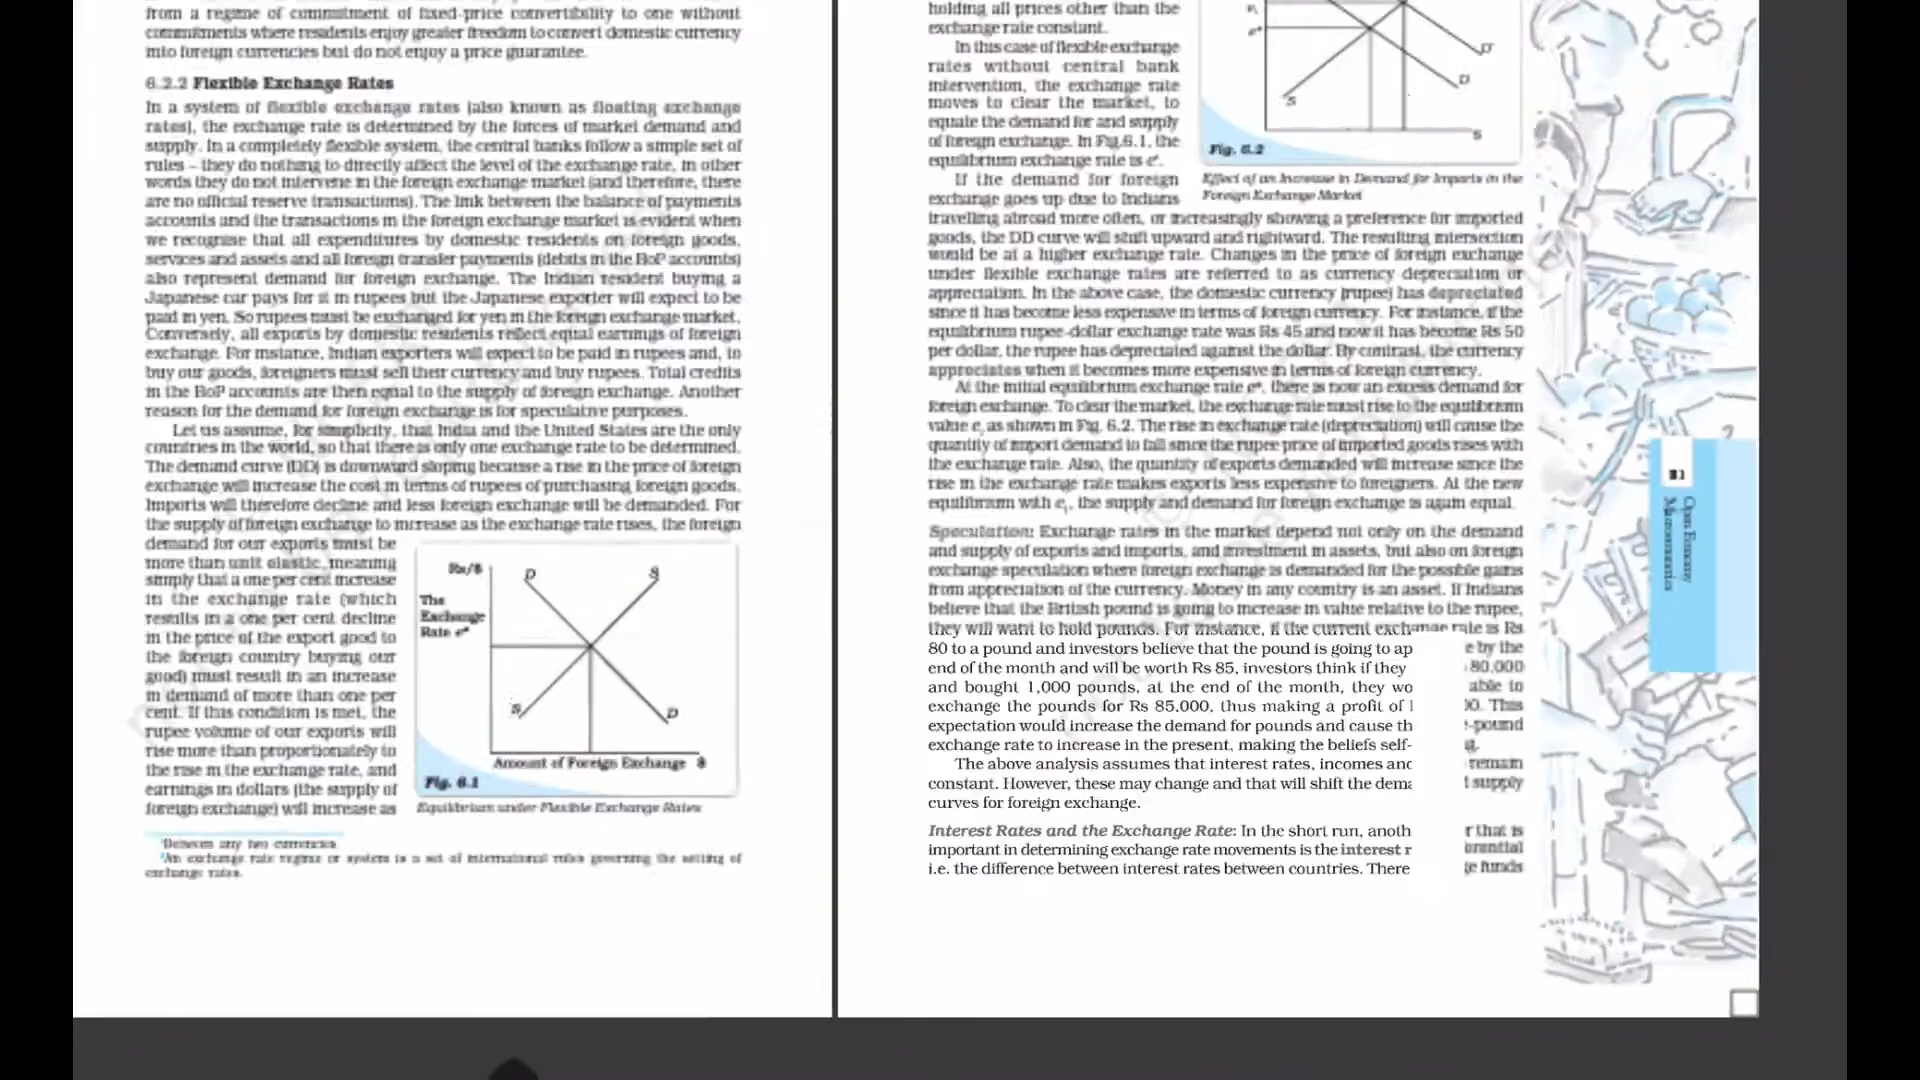 from a regime of commitment of fixed-price convertibility to one without
commitments where residents enjoy greater freedom to convert domestic currency
into foreign currencies but do not enjoy a price guarantee.
6.2.2 Flexible Exchange Rates
In a system of flexible exchange rates (also known as floating exchange
rates), the exchange rate is determined by the forces of market demand and
supply. In a completely flexible system, the central banks follow a simple set of
rules – they do nothing to directly affect the level of the exchange rate, in other
words they do not intervene in the foreign exchange market (and therefore, there
are no official reserve transactions). The link between the balance of payments
accounts and the transactions in the foreign exchange market is evident when
we recognise that all expenditures by domestic residents on foreign goods,
services and assets and all foreign transfer payments (debits in the BoP accounts)
also represent demand for foreign exchange. The Indian resident buying a
Japanese car pays for it in rupees but the Japanese exporter will expect to be
paid in yen. So rupees must be exchanged for yen in the foreign exchange market.
Conversely, all exports by domestic residents reflect equal earnings of foreign
exchange. For instance, Indian exporters will expect to be paid in rupees and, to
buy our goods, foreigners must sell their currency and buy rupees. Total credits
in the BoP accounts are then equal to the supply of foreign exchange. Another
reason for the demand for foreign exchange is for speculative purposes.
Let us assume, for simplicity, that India and the United States are the only
countries in the world, so that there is only one exchange rate to be determined.
The demand curve (DD) is downward sloping because a rise in the price of foreign
exchange will increase the cost in terms of rupees of purchasing foreign goods.
Imports will therefore decline and less foreign exchange will be demanded. For
the supply of foreign exchange to increase as the exchange rate rises, the foreign
demand for our exports must be
more than unit elastic, meaning
simply that a one per cent increase
in the exchange rate (which
results in a one per cent decline
in the price of the export good to
the foreign country buying our
good) must result in an increase
in demand of more than one per
cent. If this condition is met, the
rupee volume of our exports will
rise more than proportionately to
the rise in the exchange rate, and
earnings in dollars (the supply of
foreign exchange) will increase as
Rs/$
D
S
The
Exchange
Rate e*
S
D
Amount of Foreign Exchange $
Fig. 6.1
Equilibrium under Flexible Exchange Rates
Between any two currencies
An exchange rate regime or system is a set of international rules governing the setting of
exchange rates.
holding all prices other than the
exchange rate constant.
In this case of flexible exchange
rates without central bank
intervention, the exchange rate
moves to clear the market, to
equate the demand for and supply
of foreign exchange. In Fig.6.1, the
equilibrium exchange rate is e*.
If the demand for foreign
exchange goes up due to Indians
travelling abroad more often, or increasingly showing a preference for imported
goods, the DD curve will shift upward and rightward. The resulting intersection
would be at a higher exchange rate. Changes in the price of foreign exchange
under flexible exchange rates are referred to as currency depreciation or
appreciation. In the above case, the domestic currency (rupee) has depreciated
since it has become less expensive in terms of foreign currency. For instance, if the
equilibrium rupee-dollar exchange rate was Rs 45 and now it has become Rs 50
per dollar, the rupee has depreciated against the dollar. By contrast, the currency
appreciates when it becomes more expensive in terms of foreign currency.
At the initial equilibrium exchange rate e*, there is now an excess demand for
foreign exchange. To clear the market, the exchange rate must rise to the equilibrium
value e₁ as shown in Fig. 6.2. The rise in exchange rate (depreciation) will cause the
quantity of import demand to fall since the rupee price of imported goods rises with
the exchange rate. Also, the quantity of exports demanded will increase since the
rise in the exchange rate makes exports less expensive to foreigners. At the new
equilibrium with e₁, the supply and demand for foreign exchange is again equal.
Speculation: Exchange rates in the market depend not only on the demand
and supply of exports and imports, and investment in assets, but also on foreign
exchange speculation where foreign exchange is demanded for the possible gains
from appreciation of the currency. Money in any country is an asset. If Indians
believe that the British pound is going to increase in value relative to the rupee,
they will want to hold pounds. For instance, if the current exchange rate is Rs
80 to a pound and investors believe that the pound is going to ap e by the
end of the month and will be worth Rs 85, investors think if they 80,000
and bought 1,000 pounds, at the end of the month, they wo able to
exchange the pounds for Rs 85,000, thus making a profit of 0. This
expectation would increase the demand for pounds and cause th -pound
exchange rate to increase in the present, making the beliefs self- g.
The above analysis assumes that interest rates, incomes and remain
constant. However, these may change and that will shift the dema t supply
curves for foreign exchange.
Interest Rates and the Exchange Rate: In the short run, anoth r that is
important in determining exchange rate movements is the interest r erential
i.e. the difference between interest rates between countries. There ge funds
e*
D'
D
S
$
Fig. 6.2
Effect of an Increase in Demand for Imports in the
Foreign Exchange Market
81
Open Economy
Macroeconomics